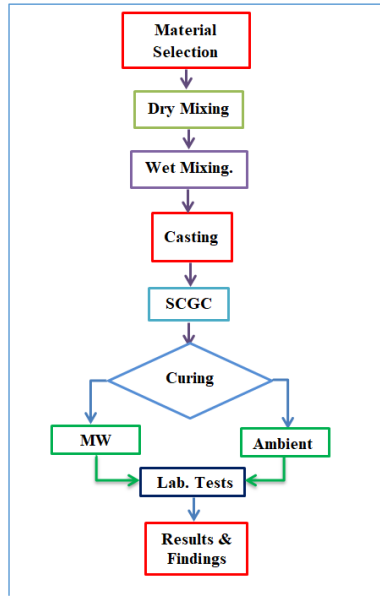 Material
Selection
Dry Mixing
Wet Mixing.
Casting
SCGC
Curing
MW
Ambient
Lab. Tests
Results &
Findings